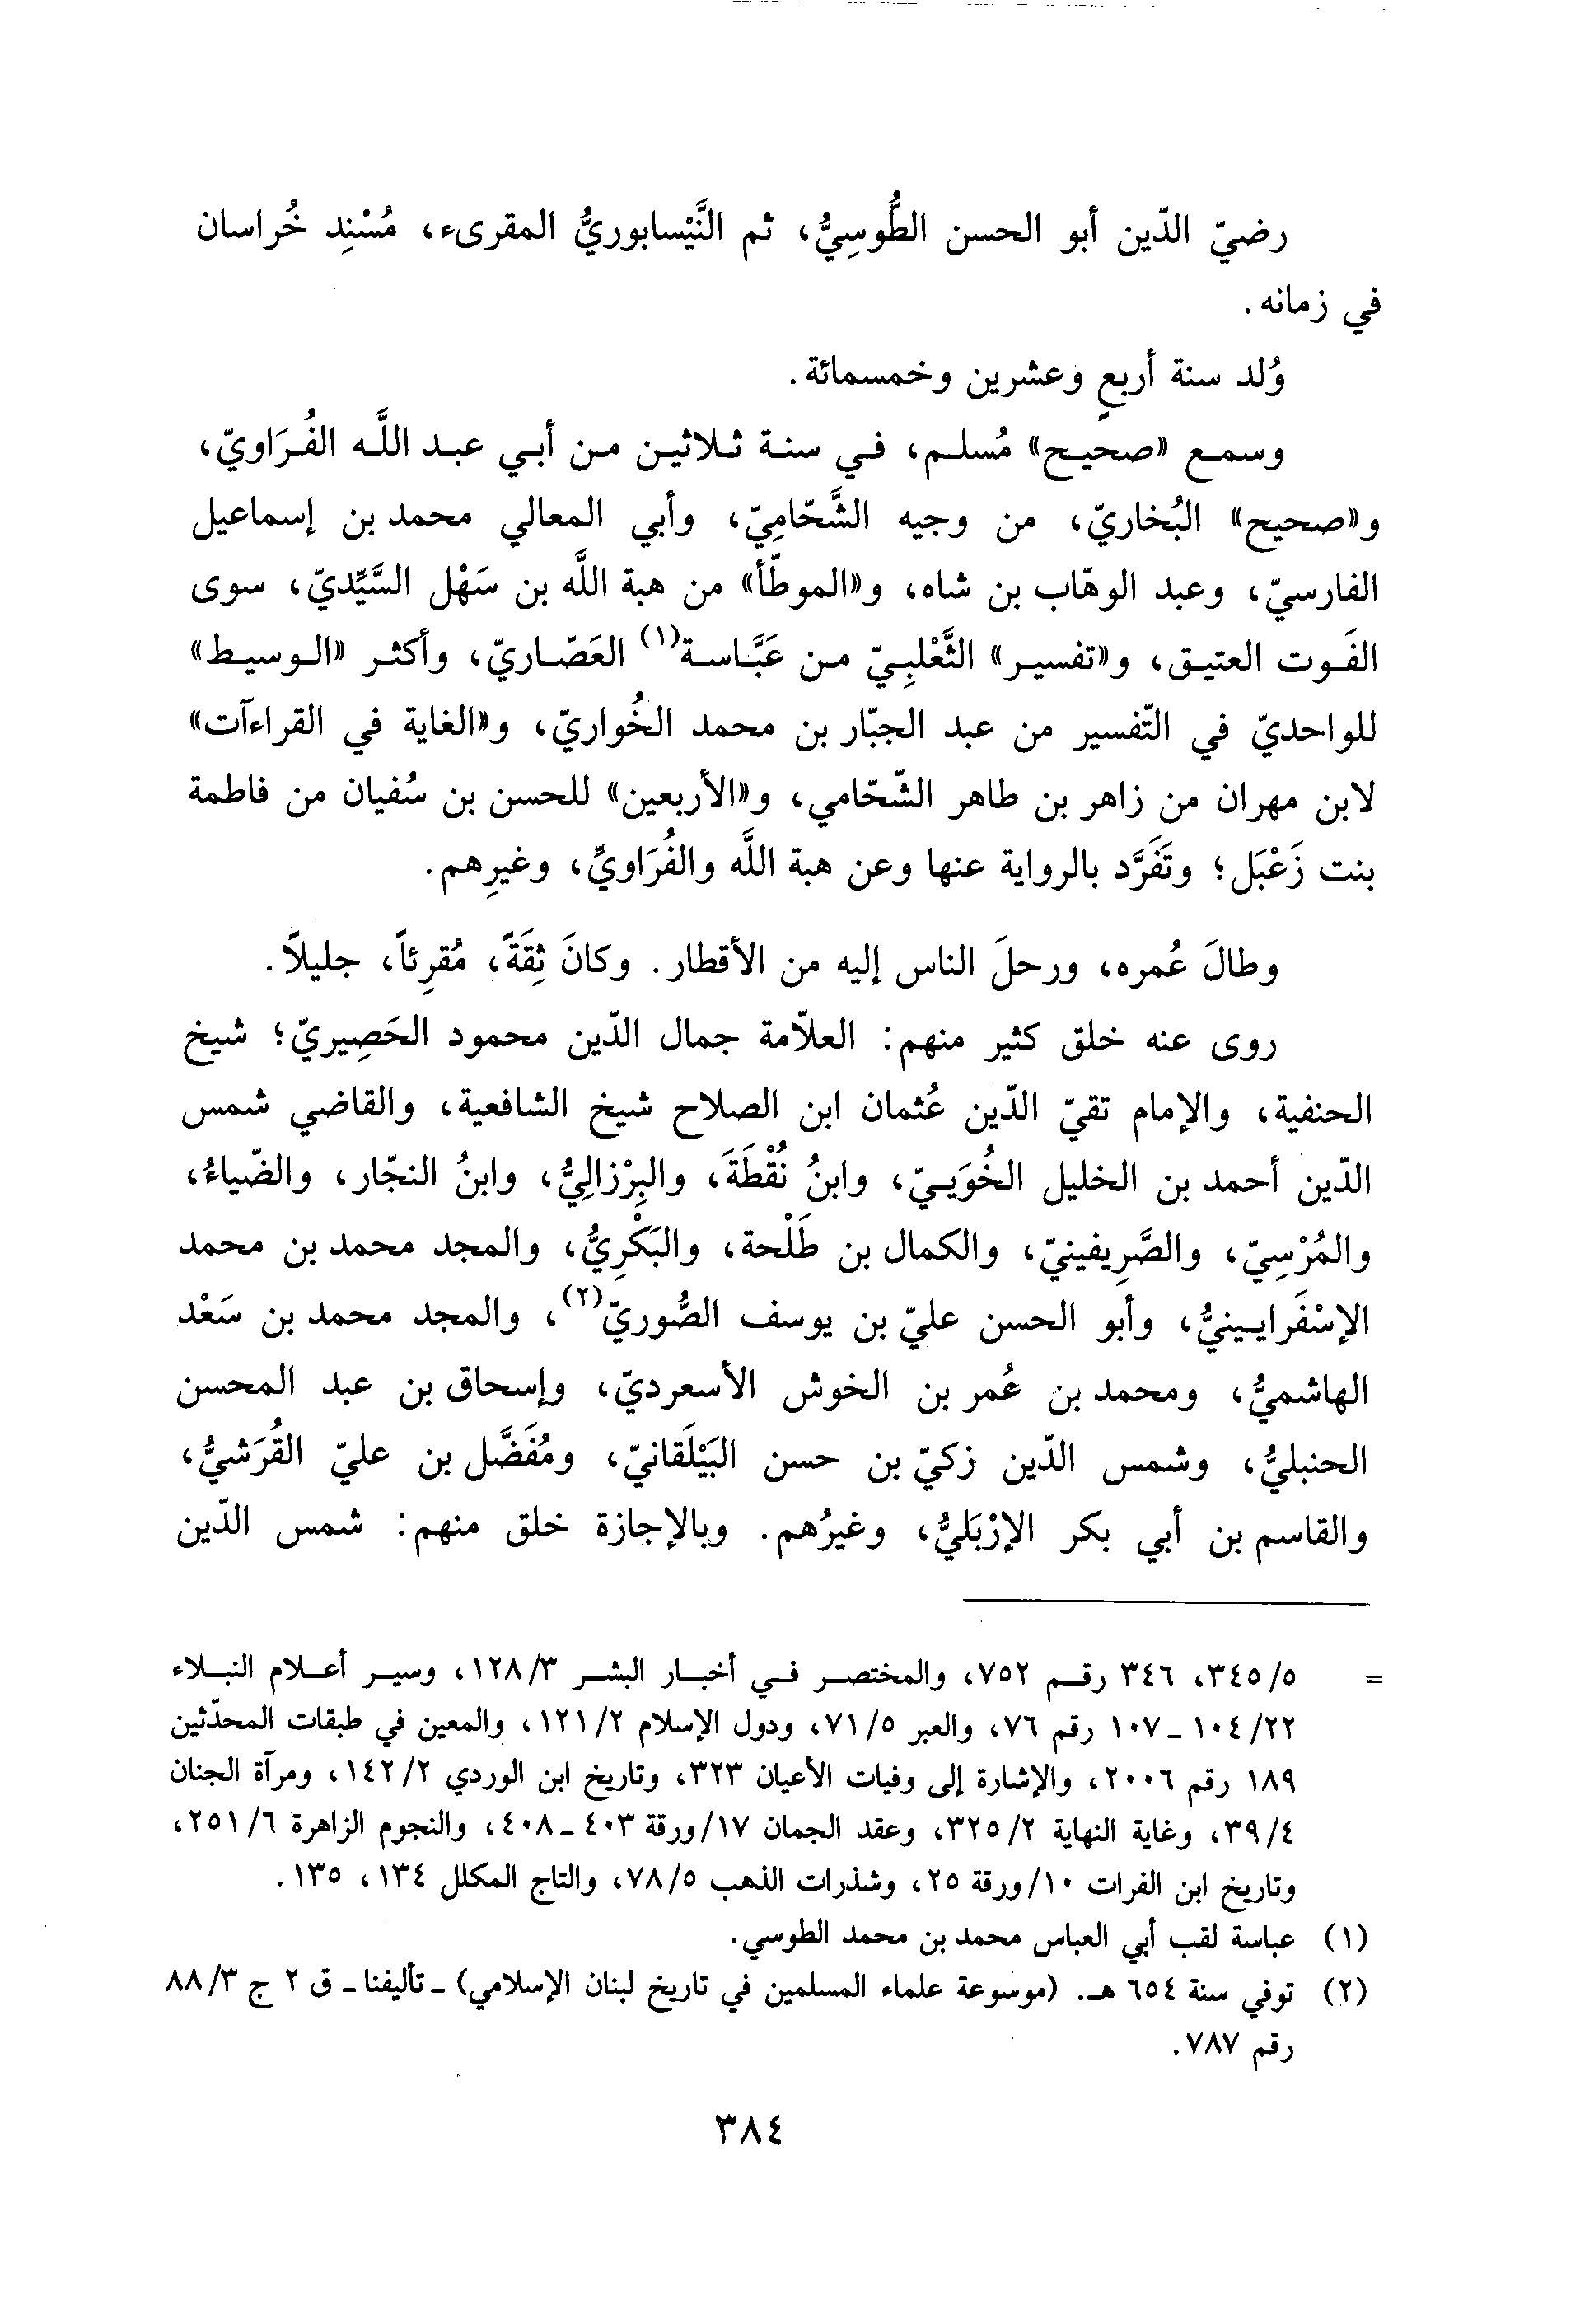 رضيّ الدّين أبو الحسن الطُّوسِيُّ، ثم النَّيْسابوريُّ المقرىء، مُسْنِد خُراسان
في زمانه.
وُلد سنة أربعٍ وعشرين وخمسمائة.
وسمع «صحيح» مُسلم، في سنة ثلاثين من أبي عبد اللَّه الفُرَاويّ،
و«صحيح» البُخاريّ، من وجيه الشَّحّامِيّ، وأبي المعالي محمد بن إسماعيل
الفارسيّ، وعبد الوهّاب بن شاه، و«الموطّأ» من هبة اللَّه بن سَهْل السَّيِّديّ، سوى
الفَوت العتيق، و«تفسير» الثَّعْلبِيّ من عَبَّاسة(١) العَصّاريّ، وأكثر «الوسيط»
للواحديّ في التّفسير من عبد الجبّار بن محمد الخُواريّ، و«الغاية في القراءآت»
لابن مهران من زاهر بن طاهر الشّحّامي، و«الأربعين» للحسن بن سُفيان من فاطمة
بنت زَعْبَل؛ وتَفَرَّد بالرواية عنها وعن هبة اللَّه والفُرَاويِّ، وغيرِهم.
وطالَ عُمره، ورحلَ الناس إليه من الأقطار. وكانَ ثِقَةً، مُقرِئاً، جليلاً.
روى عنه خلق كثير منهم: العلاّمة جمال الدّين محمود الحَصِيريّ؛ شيخ
الحنفية، والإمام تقيّ الدّين عُثمان ابن الصلاح شيخ الشافعية، والقاضي شمس
الدّين أحمد بن الخليل الخُوَيـيّ، وابنُ نُقْطَةَ، والبِرْزالِيُّ، وابنُ النجّار، والضّياءُ،
والمُرْسِيّ، والصَّرِيفينيّ، والكمال بن طَلْحة، والبَكْرِيُّ، والمجد محمد بن محمد
الإسْفَرايـينيُّ، وأبو الحسن عليّ بن يوسف الصُّوريّ(٢)، والمجد محمد بن سَعْد
الهاشميُّ، ومحمد بن عُمر بن الخوش الأسعرديّ، وإسحاق بن عبد المحسن
الحنبليُّ، وشمس الدّين زكيّ بن حسن البَيْلَقانيّ، ومُفَضَّل بن عليّ القُرَشيُّ،
والقاسم بن أبي بكر الإرْبَليُّ، وغيرُهم. وبالإجازة خلق منهم: شمس الدّين
= ٣٤٥/٥، ٣٤٦ رقم ٧٥٢، والمختصر في أخبار البشر ١٢٨/٣، وسير أعلام النبلاء
١٠٤/٢٢ ـ ١٠٧ رقم ٧٦، والعبر ٧١/٥، ودول الإسلام ١٢١/٢، والمعين في طبقات المحدّثين
١٨٩ رقم ٢٠٠٦، والإشارة إلى وفيات الأعيان ٣٢٣، وتاريخ ابن الوردي ١٤٢/٢، ومرآة الجنان
٣٩/٤، وغاية النهاية ٣٢٥/٢، وعقد الجمان ١٧/ورقة ٤٠٣ ـ ٤٠٨، والنجوم الزاهرة ٢٥١/٦،
وتاريخ ابن الفرات ١٠/ورقة ٢٥، وشذرات الذهب ٧٨/٥، والتاج المكلل ١٣٤، ١٣٥.
(١) عباسة لقب أبي العباس محمد بن محمد الطوسي.
(٢) توفي سنة ٦٥٤ هـ. (موسوعة علماء المسلمين في تاريخ لبنان الإسلامي) ـ تأليفنا ـ ق ٢ ج ٨٨/٣
رقم ٧٨٧.
٣٨٤